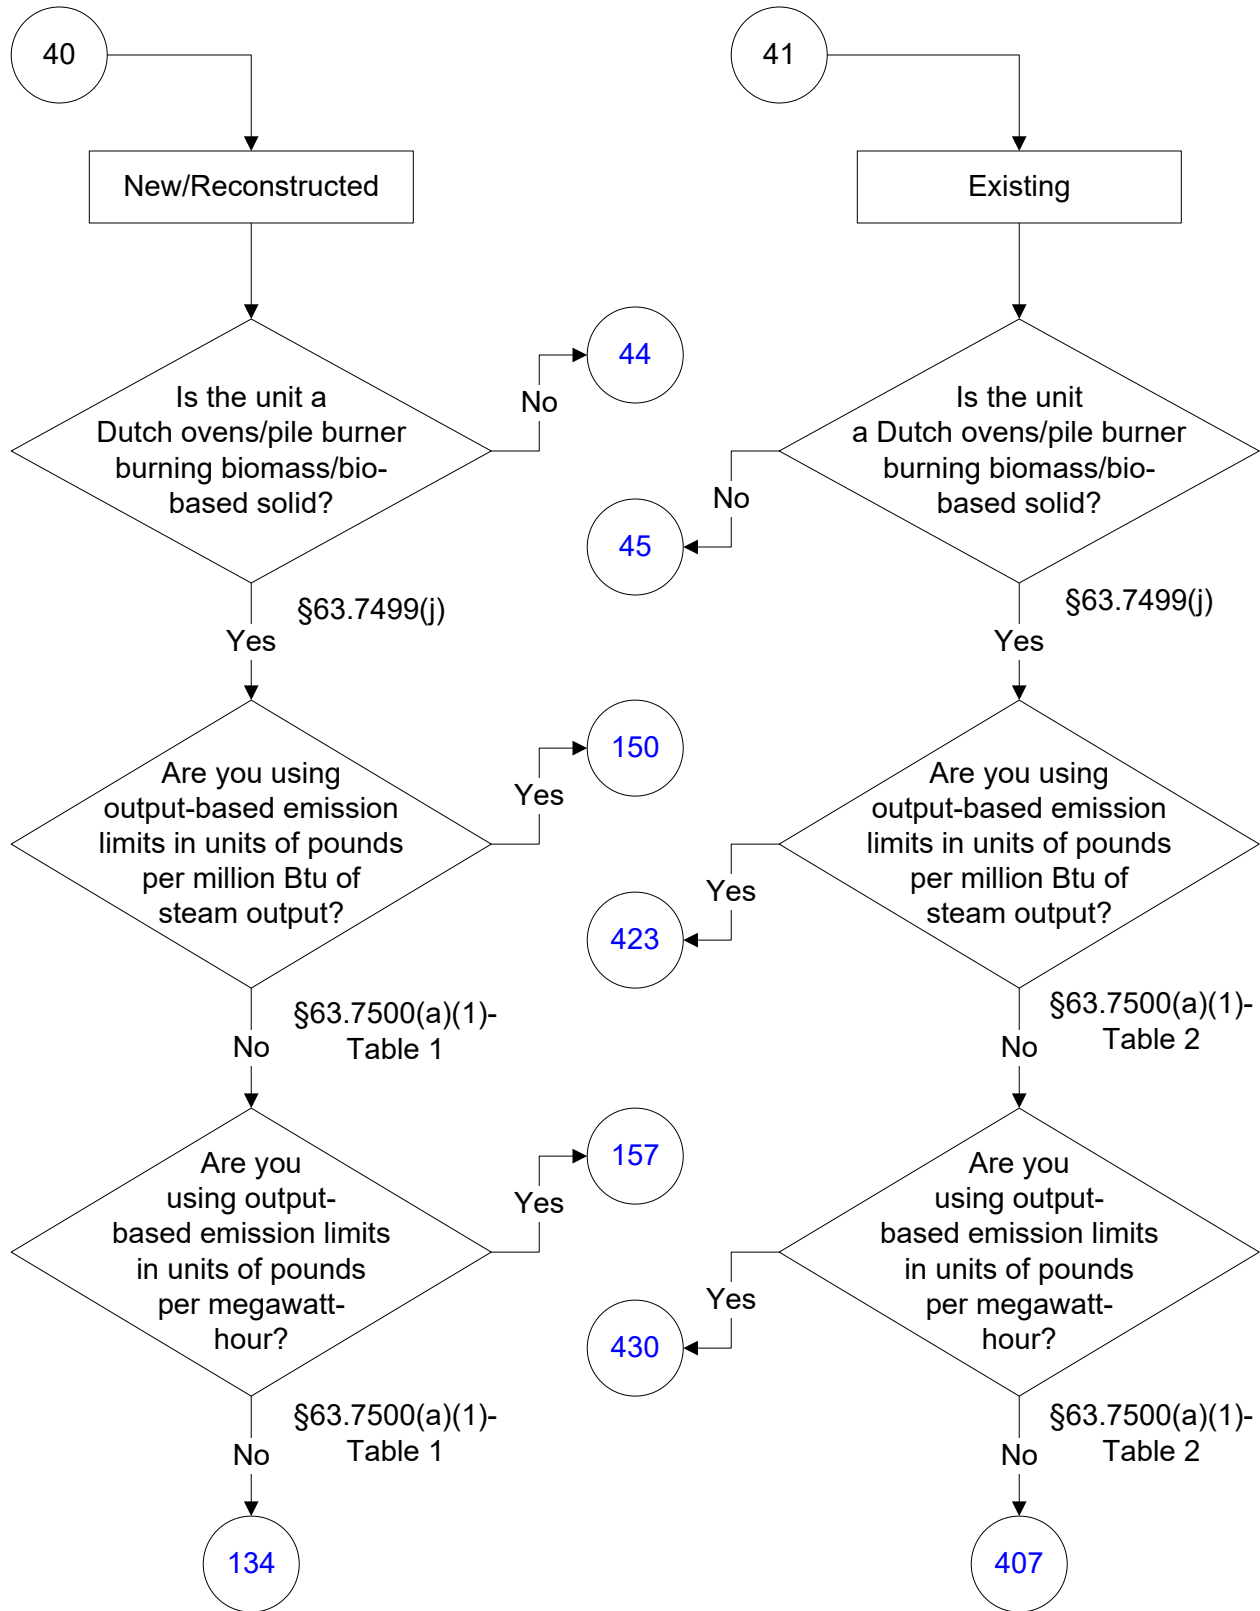 40
New/Reconstructed
Is the unit a
Dutch ovens/pile burner
burning biomass/bio-
based solid?
No
44
§63.7499(j)
Yes
Are you using
output-based emission
limits in units of pounds
per million Btu of
steam output?
Yes
150
§63.7500(a)(1)-
Table 1
No
Are you
using output-
based emission limits
in units of pounds
per megawatt-
hour?
Yes
157
§63.7500(a)(1)-
Table 1
No
134
41
Existing
Is the unit
a Dutch ovens/pile burner
burning biomass/bio-
based solid?
No
45
§63.7499(j)
Yes
Are you using
output-based emission
limits in units of pounds
per million Btu of
steam output?
Yes
423
§63.7500(a)(1)-
Table 2
No
Are you
using output-
based emission limits
in units of pounds
per megawatt-
hour?
Yes
430
§63.7500(a)(1)-
Table 2
No
407